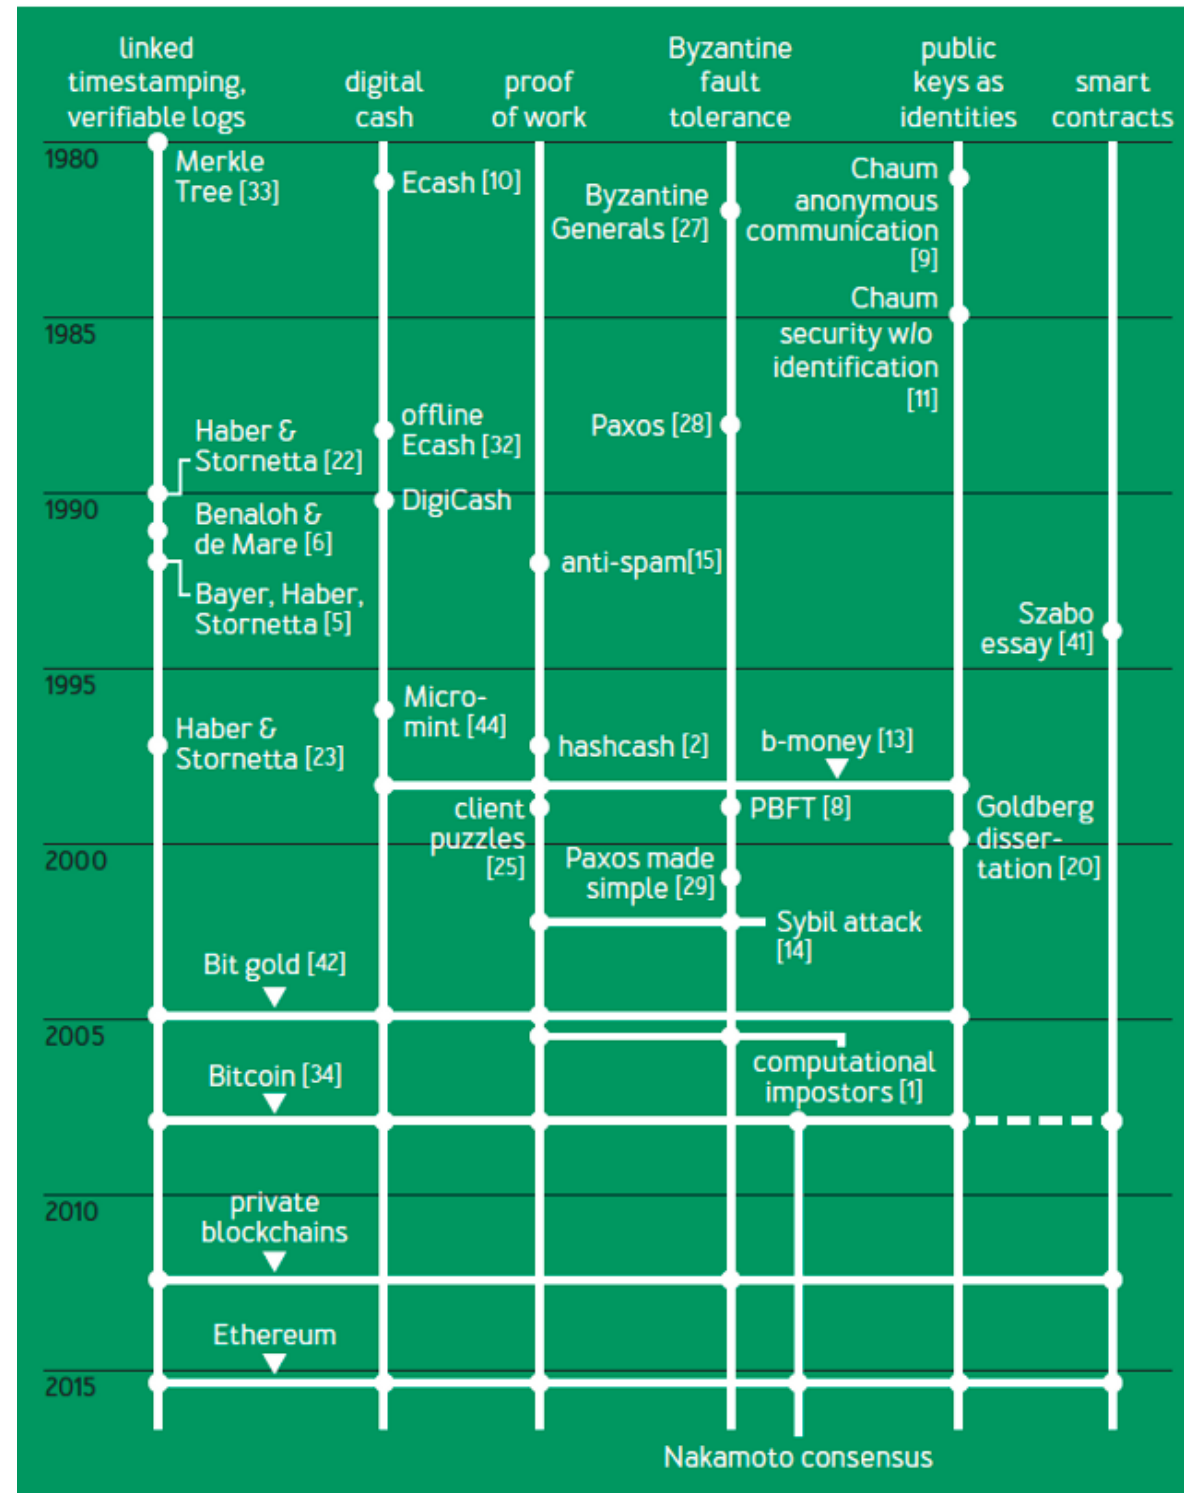 linked
timestamping,
verifiable logs
digital
cash
proof
of work
Byzantine
fault
tolerance
public
keys as
identities
smart
contracts
1980
Merkle
Tree [33]
Ecash [10]
Byzantine
Generals [27]
Chaum
anonymous
communication
[9]
1985
Chaum
security w/o
identification
[11]
Haber &
Stornetta [22]
offline
Ecash [32]
Paxos [28]
1990
DigiCash
Benaloh &
de Mare [6]
anti-spam[15]
Bayer, Haber,
Stornetta [5]
Szabo
essay [41]
1995
Micro-
mint [44]
Haber &
Stornetta [23]
hashcash [2]
b-money [13]
client
puzzles
[25]
PBFT [8]
Goldberg
disser-
tation [20]
2000
Paxos made
simple [29]
Sybil attack
[14]
Bit gold [42]
2005
computational
impostors [1]
Bitcoin [34]
2010
private
blockchains
Ethereum
2015
Nakamoto consensus